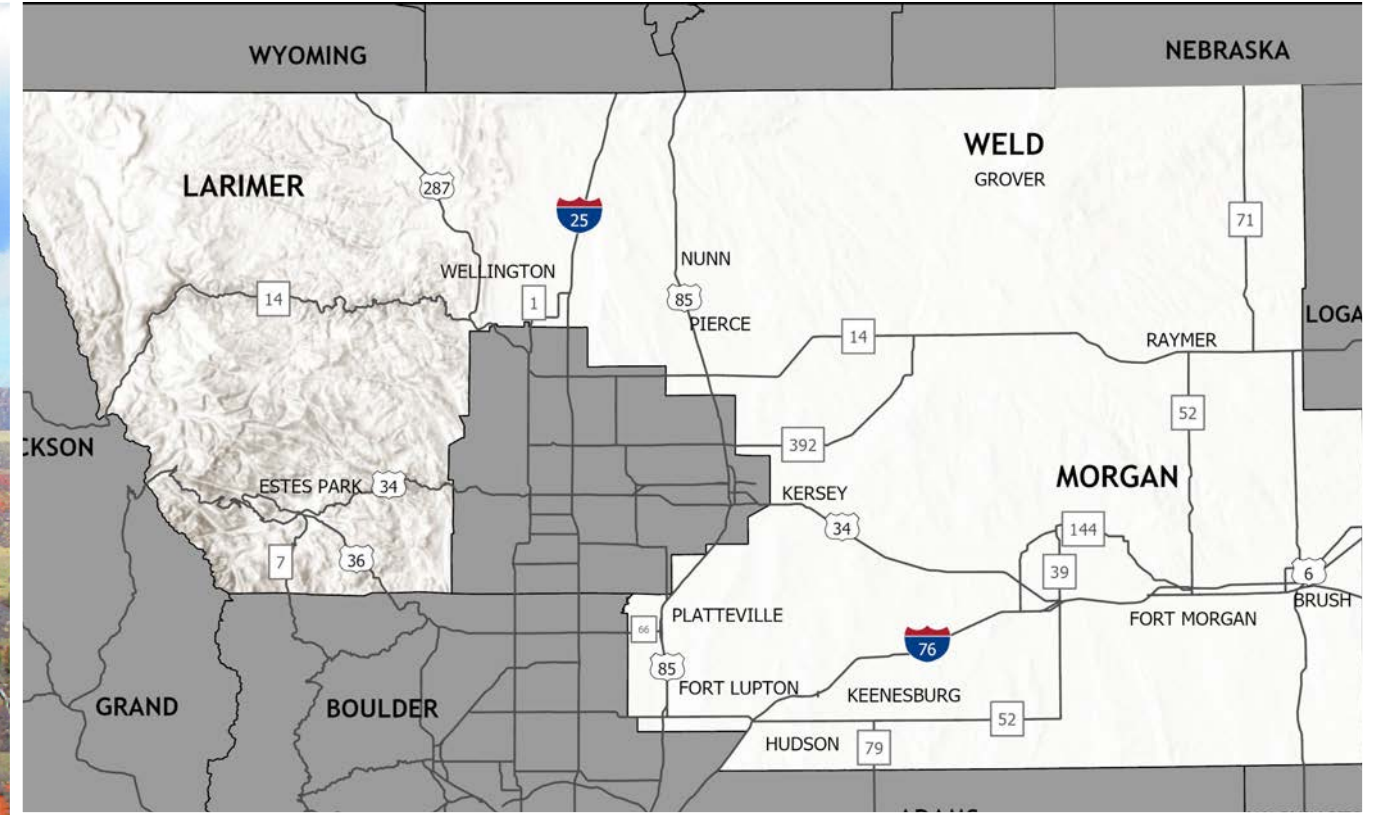 WYOMING
NEBRASKA
WELD
GROVER
LARIMER
287
25
71
NUNN
WELLINGTON
14
1
85
PIERCE
LOGA
14
RAYMER
52
CKSON
392
MORGAN
ESTES PARK
34
KERSEY
34
144
7
36
39
6
BRUSH
PLATTEVILLE
FORT MORGAN
66
76
85
FORT LUPTON
KEENESBURG
GRAND
BOULDER
52
HUDSON
79